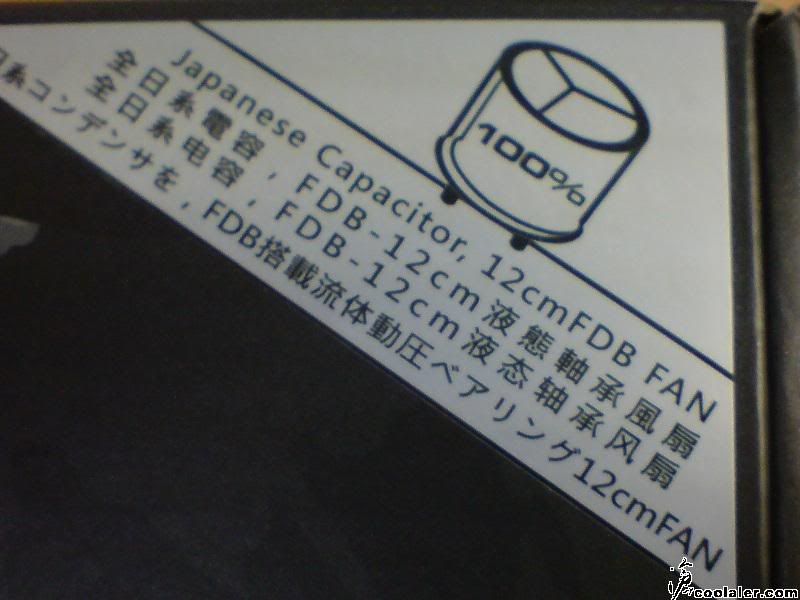 100%
Japanese Capacitor, 12cmFDB FAN
全日系電容，FDB-12cm液態軸承風扇
全日系电容，FDB-12cm液态轴承风扇
日系コンデンサを，FDB搭載流体動圧ベアリング12cmFAN
coolaler.com